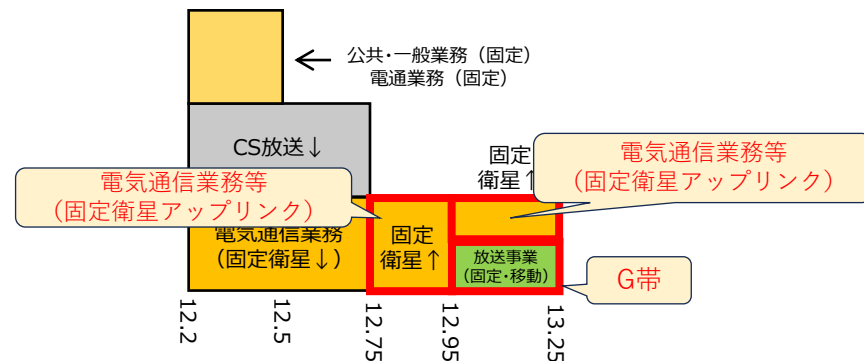 公共・一般業務（固定）
電通業務（固定）
CS放送↓
固定
衛星↑
電気通信業務等
（固定衛星アップリンク）
電気通信業務等
（固定衛星アップリンク）
電気通信業務
（固定衛星↓）
固定
衛星↑
放送事業
（固定・移動）
G帯
12.2
12.5
12.75
12.95
13.25